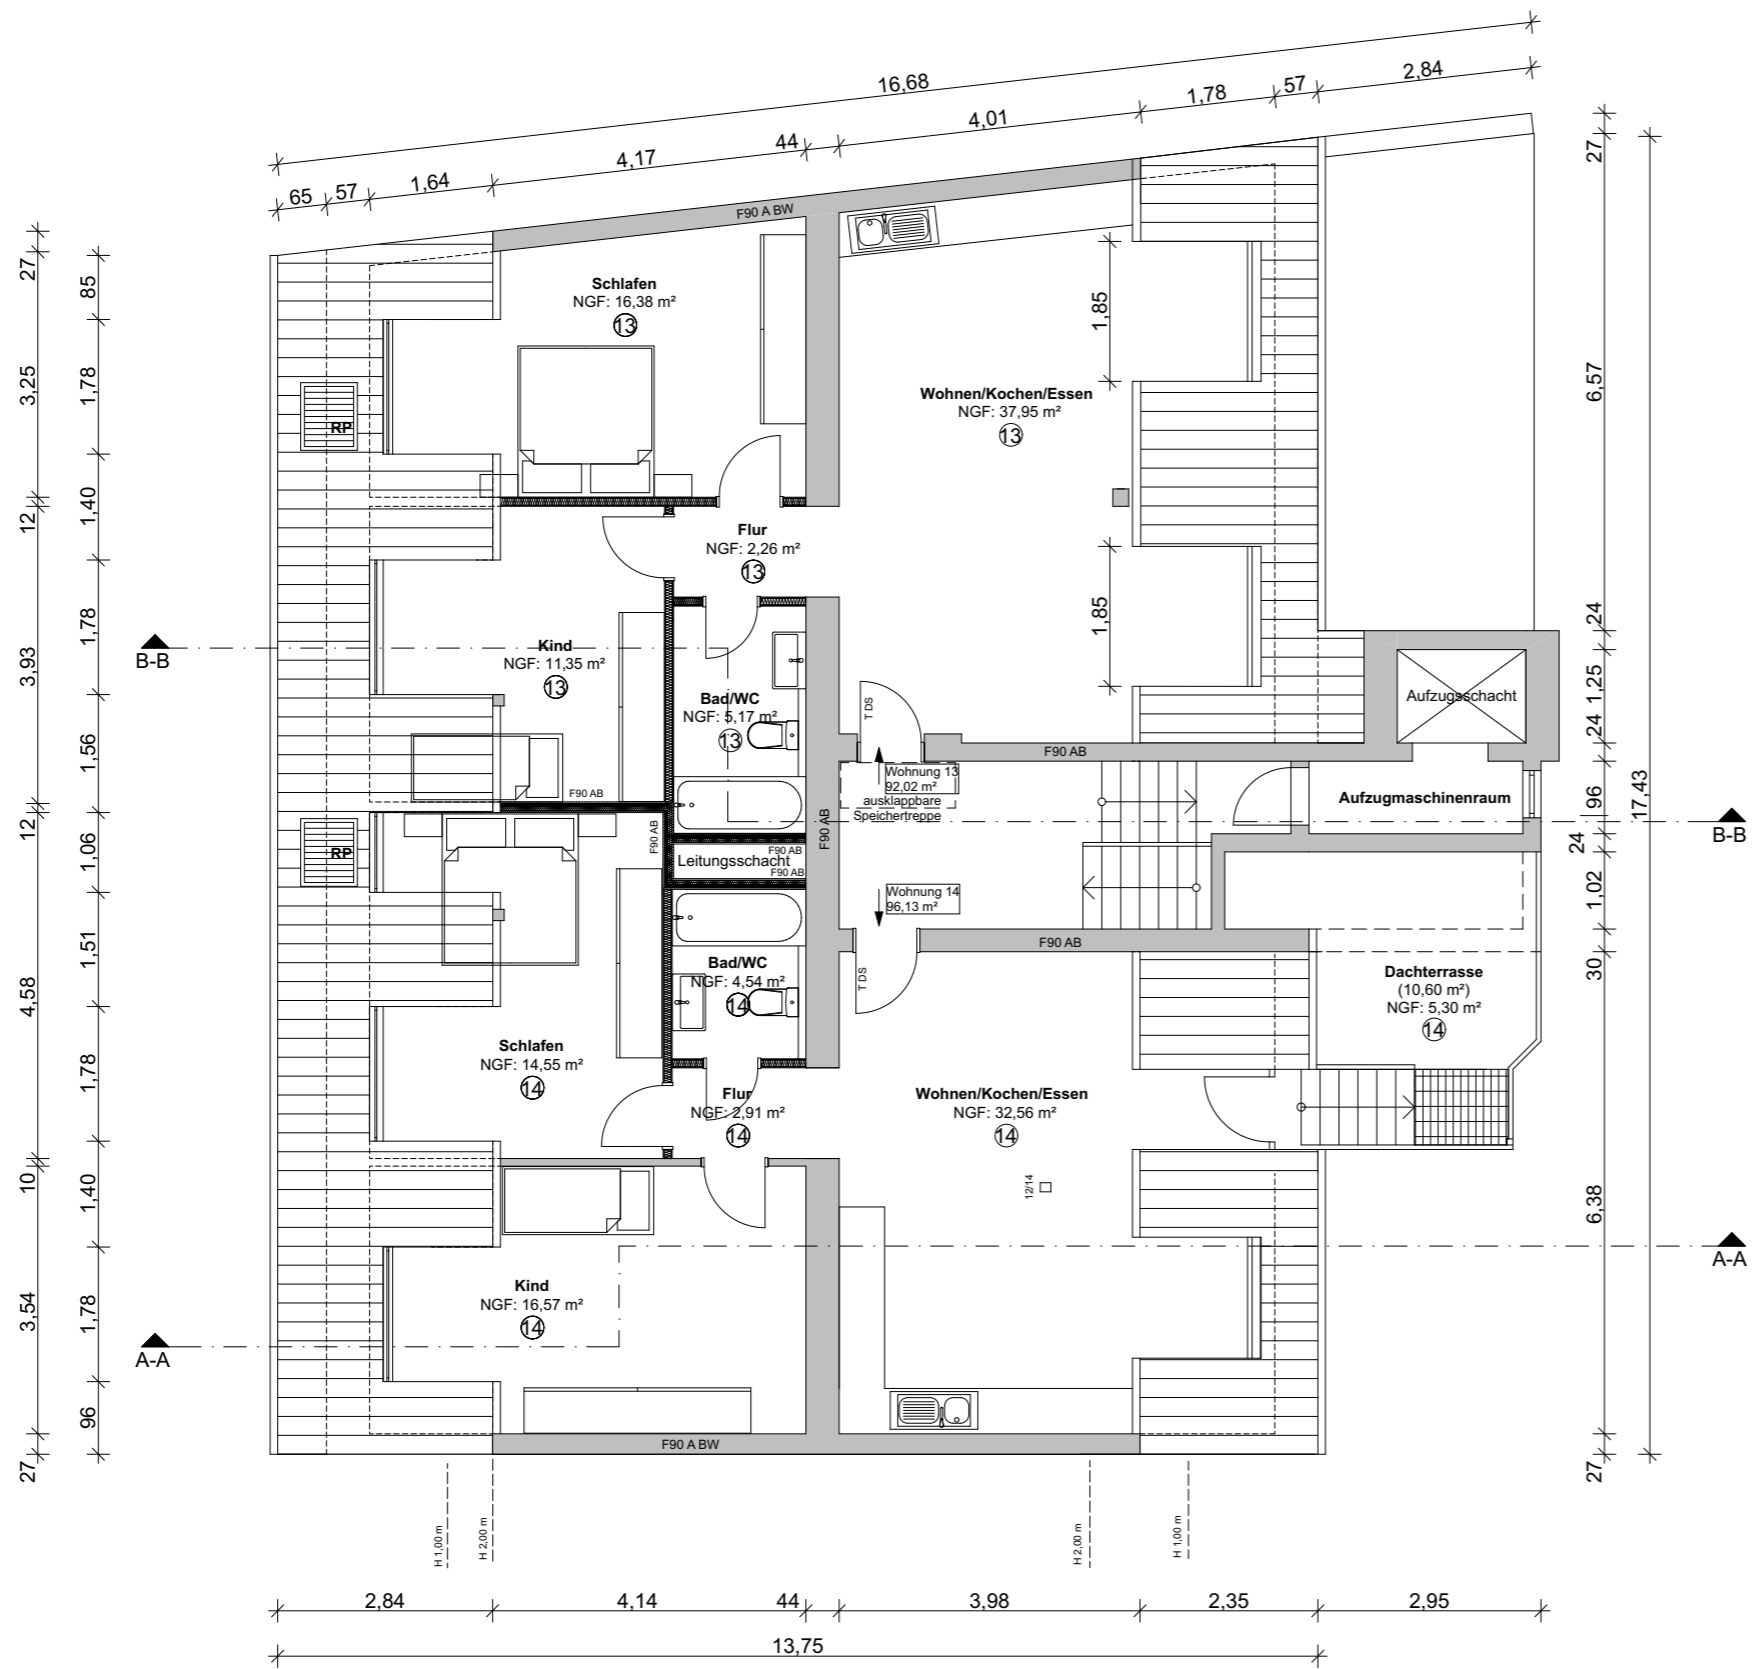 16,68
2,84
57
1,78
4,01
44
4,17
1,64
57
65
27
85
27
F90 A BW
Schlafen
NGF: 16,38 m²
13
1,85
3,25
1,78
6,57
17,43
RP
Wohnen/Kochen/Essen
NGF: 37,95 m²
13
1,40
12
Flur
NGF: 2,26 m²
13
1,85
1,78
3,93
24
B-B
Kind
NGF: 11,35 m²
13
Bad/WC
NGF: 5,17 m²
13
T DS
Aufzugsschacht
1,25
24
1,56
F90 AB
Wohnung 13
92,02 m²
ausklappbare
Speichertreppe
Aufzugmaschinenraum
96
F90 AB
F90 AB
12
B-B
24
RP
1,06
F90 AB
F90 AB
Leitungsschacht
F90 AB
Wohnung 14
96,13 m²
1,02
1,51
F90 AB
30
4,58
Bad/WC
NGF: 4,54 m²
14
T DS
Dachterrasse
(10,60 m²)
NGF: 5,30 m²
14
Schlafen
NGF: 14,55 m²
14
1,78
Flur
NGF: 2,91 m²
14
Wohnen/Kochen/Essen
NGF: 32,56 m²
14
10
1,40
12/14
6,38
A-A
Kind
NGF: 16,57 m²
14
3,54
1,78
A-A
96
27
F90 A BW
27
H 1,00 m
H 2,00 m
H 2,00 m
H 1,00 m
2,84
4,14
44
3,98
2,35
2,95
13,75